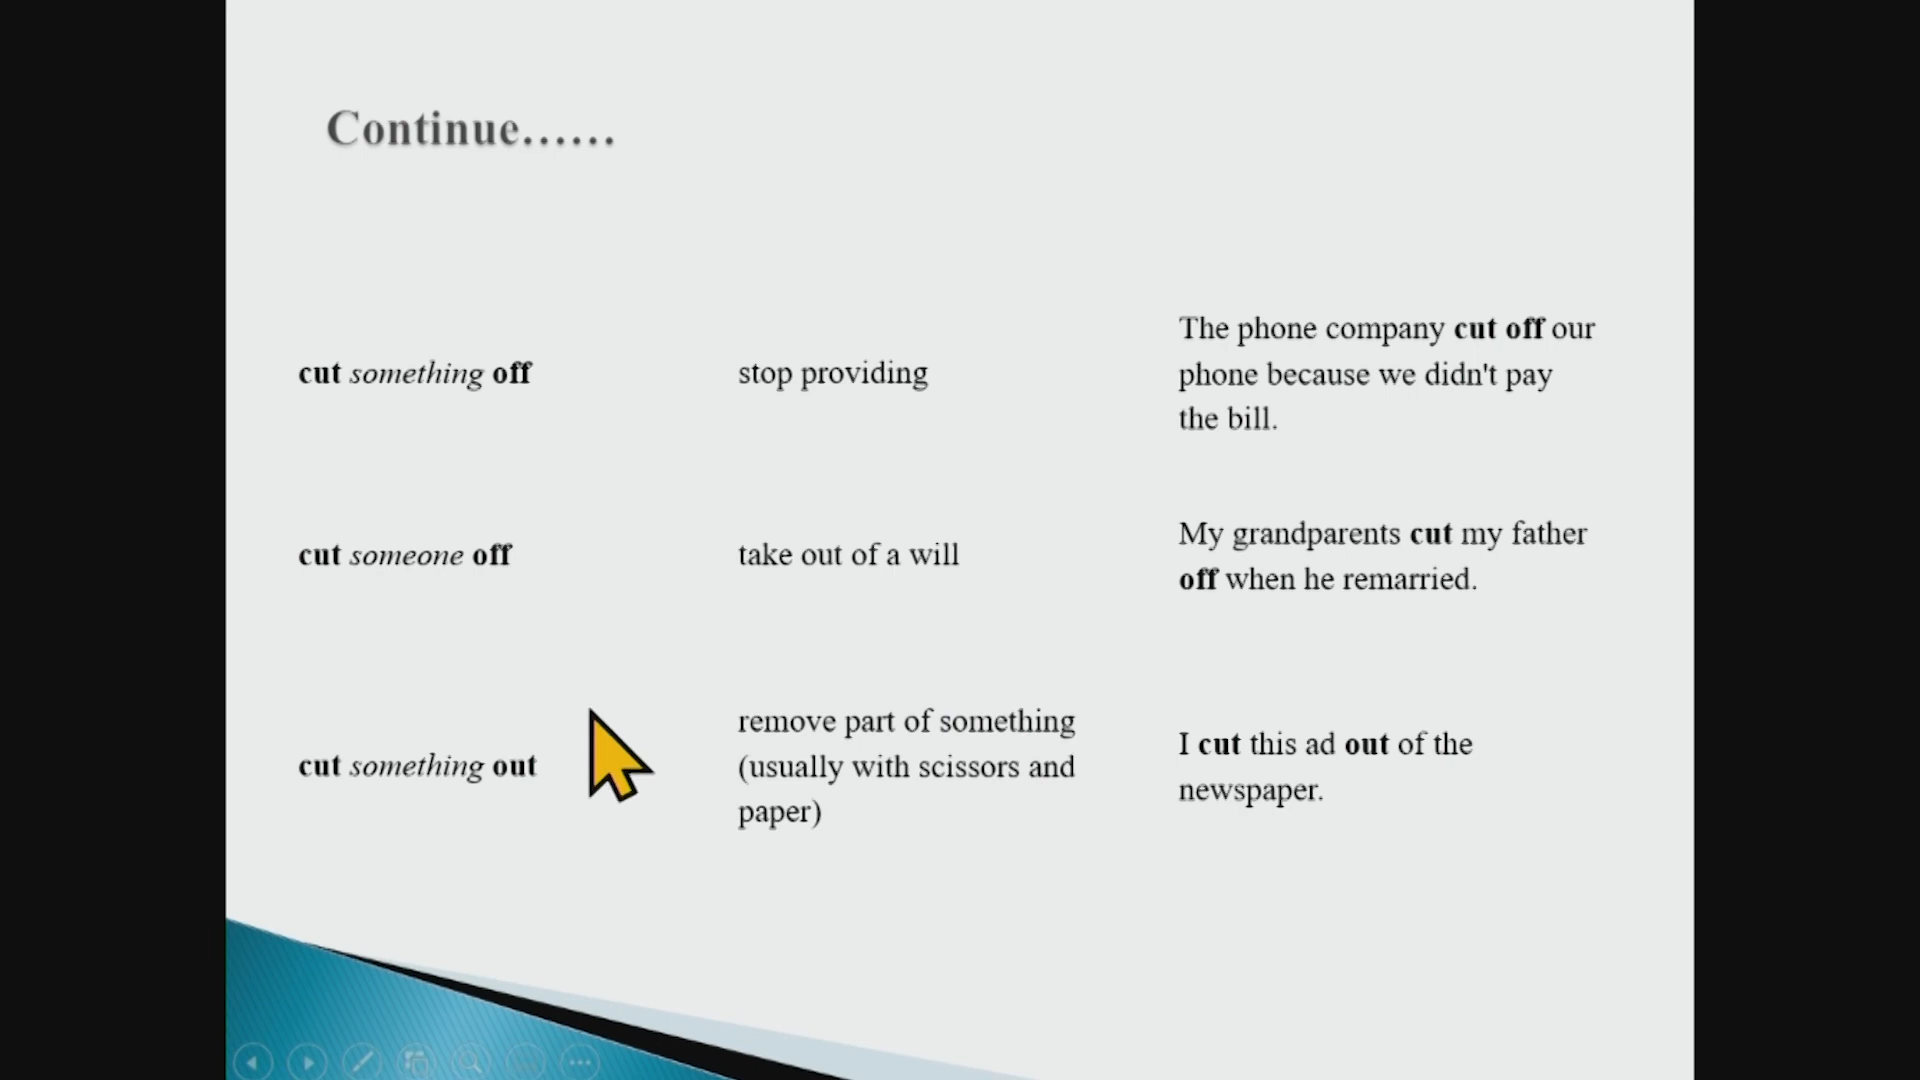 Continue……
cut something off
stop providing
The phone company cut off our
phone because we didn't pay
the bill.
cut someone off
take out of a will
My grandparents cut my father
off when he remarried.
cut something out
remove part of something
(usually with scissors and
paper)
I cut this ad out of the
newspaper.